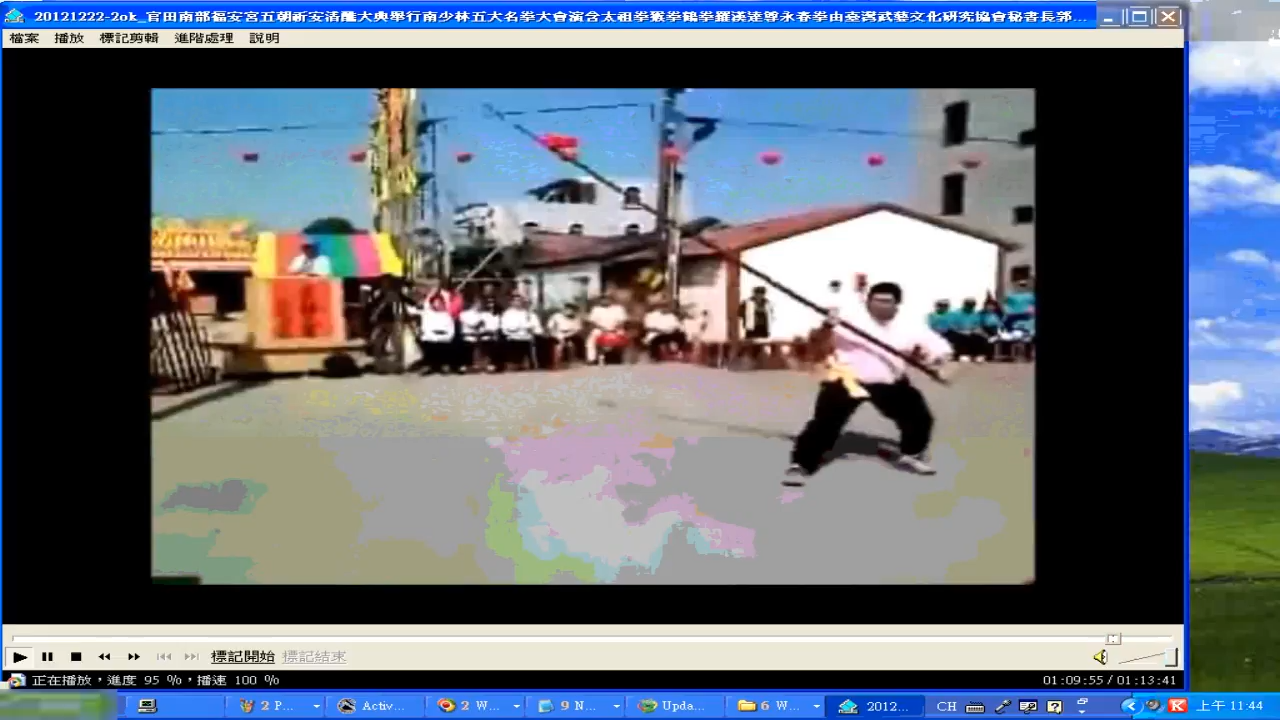 20121222-2ok_官田南部福安宮五朝祈安活醮大典舉行南少林五大名拳大會演含太祖拳猴拳鶴拳羅漢達尊永春拳由臺灣武藝文化研究協會秘書長郭...
檔案 播放 標記剪輯 進階處理 說明
標記開始 標記結束
正在播放，進度 95 %，播速 100 % 01:09:55 / 01:13:41
2 P... Activ... 2 W... 9 N... Upda... 6 W... 2012... CH 上午 11:44